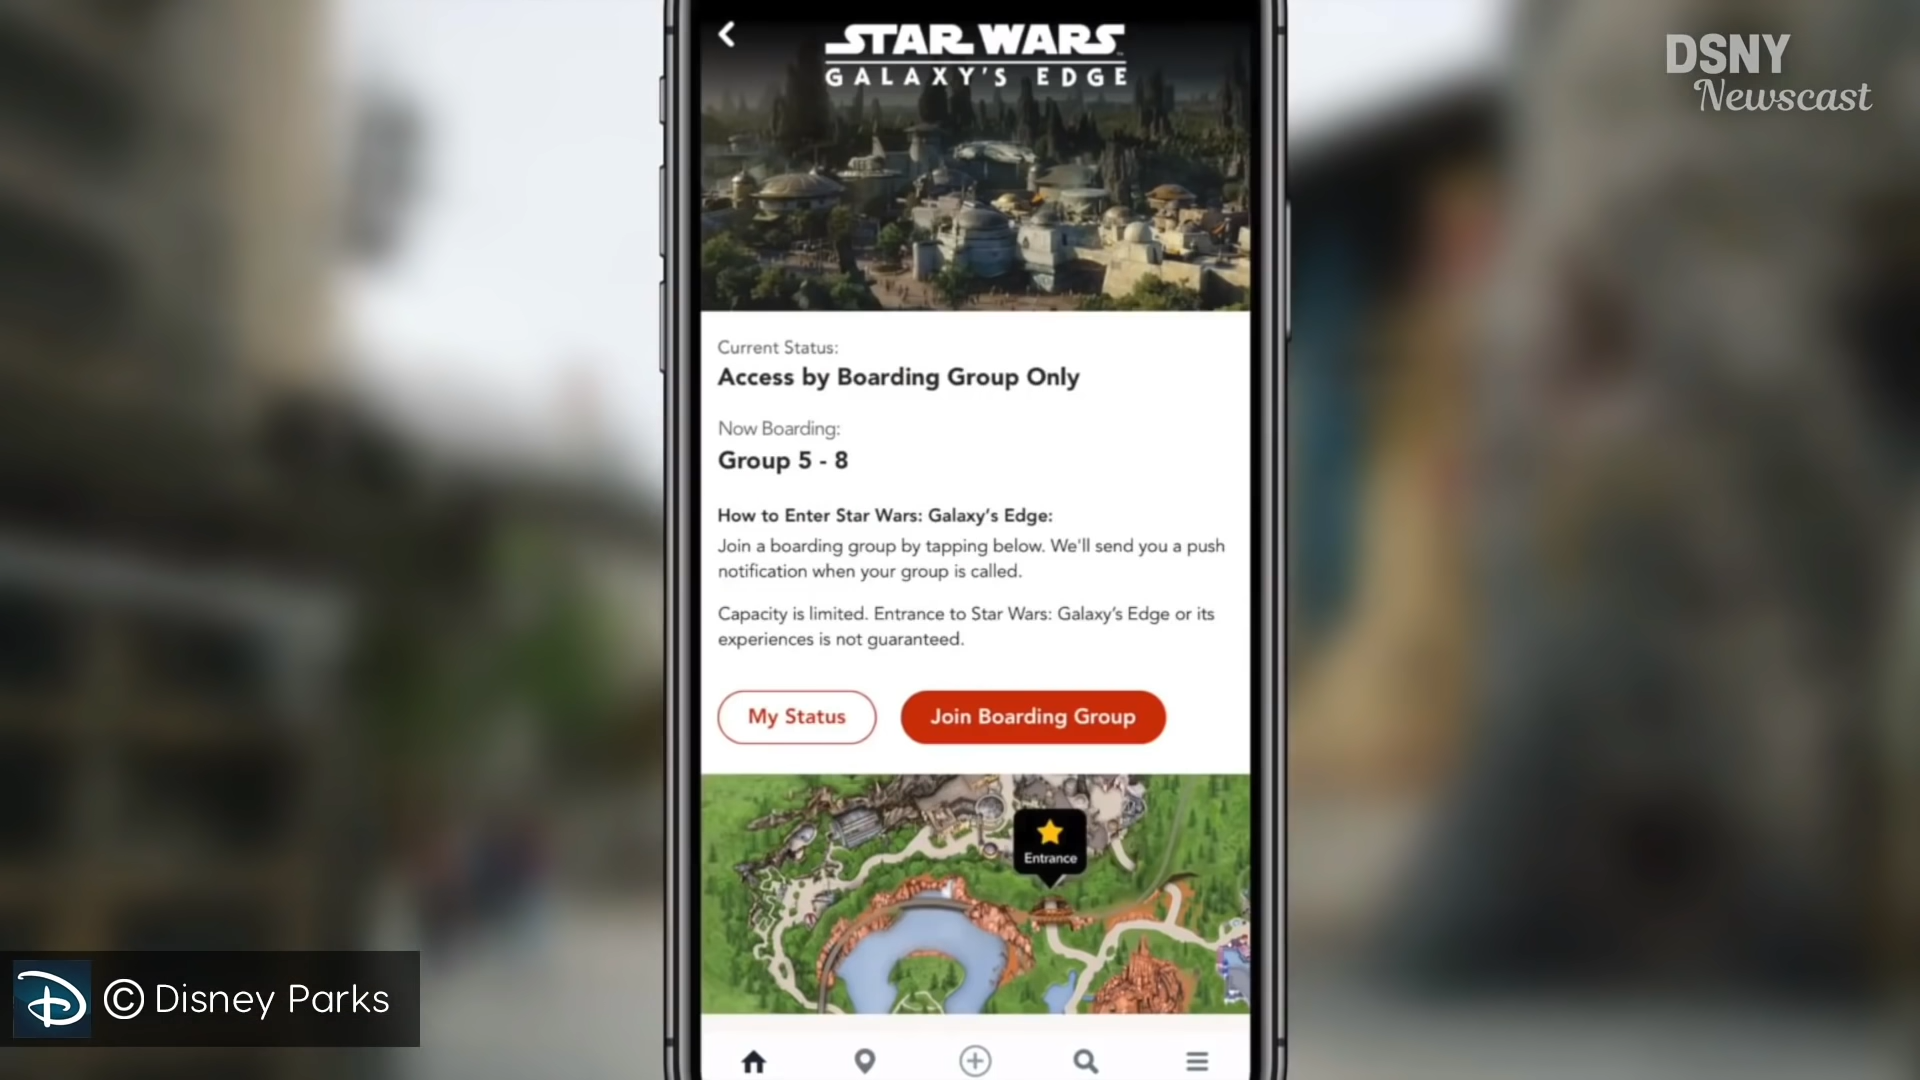 STAR WARS
GALAXY'S EDGE
DSNY
Newscast
Current Status:
Access by Boarding Group Only
Now Boarding:
Group 5 - 8
How to Enter Star Wars: Galaxy's Edge:
Join a boarding group by tapping below. We'll send you a push
notification when your group is called.
Capacity is limited. Entrance to Star Wars: Galaxy's Edge or its
experiences is not guaranteed.
My Status
Join Boarding Group
Entrance
© Disney Parks